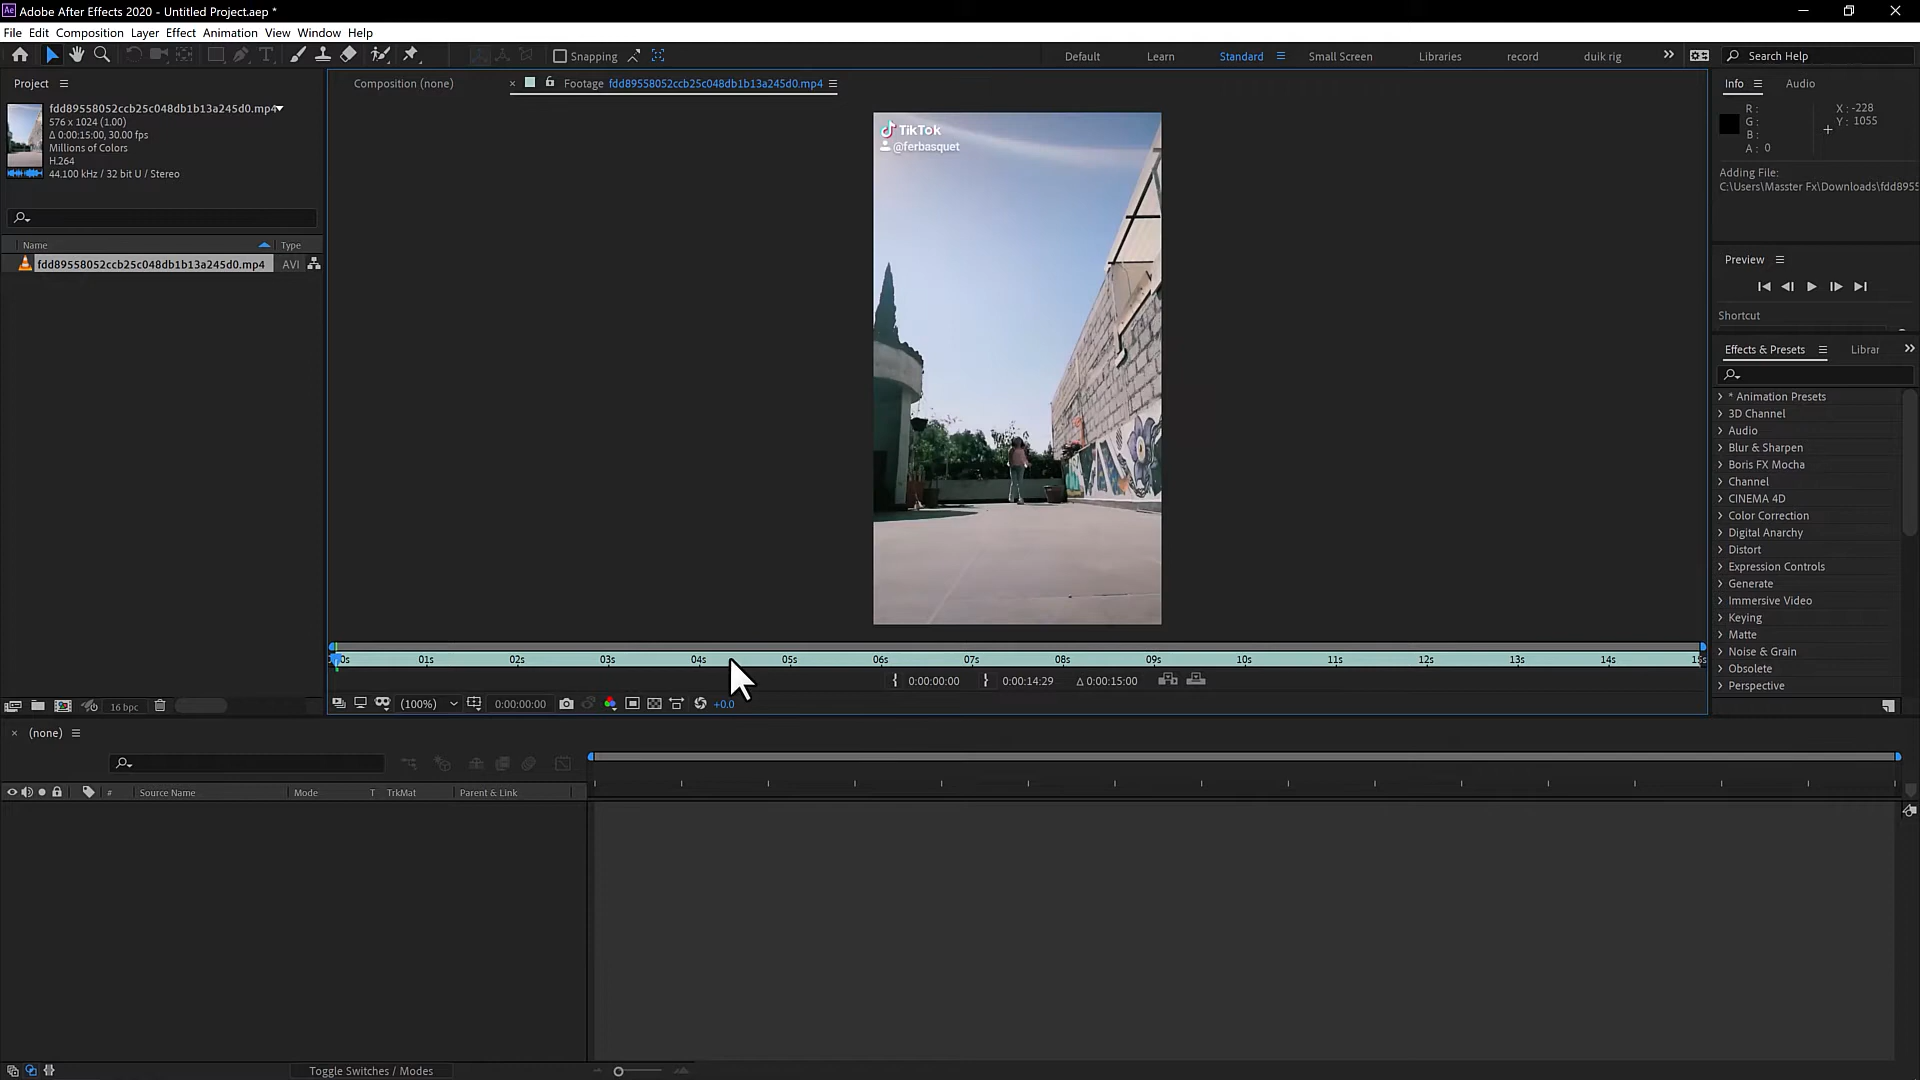 Adobe After Effects 2020 - Untitled Project.aep *
File Edit Composition Layer Effect Animation View Window Help
Snapping Default Learn Standard Small Screen Libraries record duik rig Search Help
Project
fdd89558052ccb25c048db1b13a245d0.mp4
576 x 1024 (1.00)
Δ 0:00:15:00, 30.00 fps
Millions of Colors
H.264
44.100 kHz / 32 bit U / Stereo
Name Type
fdd89558052ccb25c048db1b13a245d0.mp4 AVI
16 bpc
Composition (none) Footage fdd89558052ccb25c048db1b13a245d0.mp4
TikTok
@ferbasquet
01s 02s 03s 04s 05s 06s 07s 08s 09s 10s 11s 12s 13s 14s 15s
0:00:00:00 0:00:14:29 Δ 0:00:15:00
(100%) 0:00:00:00 +0.0
Info Audio
R : X : -228
G : Y : 1055
B :
A : 0
Adding File:
C:\Users\Masster Fx\Downloads\fdd8955
Preview
Shortcut
Effects & Presets Librar
* Animation Presets
3D Channel
Audio
Blur & Sharpen
Boris FX Mocha
Channel
CINEMA 4D
Color Correction
Digital Anarchy
Distort
Expression Controls
Generate
Immersive Video
Keying
Matte
Noise & Grain
Obsolete
Perspective
(none)
# Source Name Mode T TrkMat Parent & Link
Toggle Switches / Modes